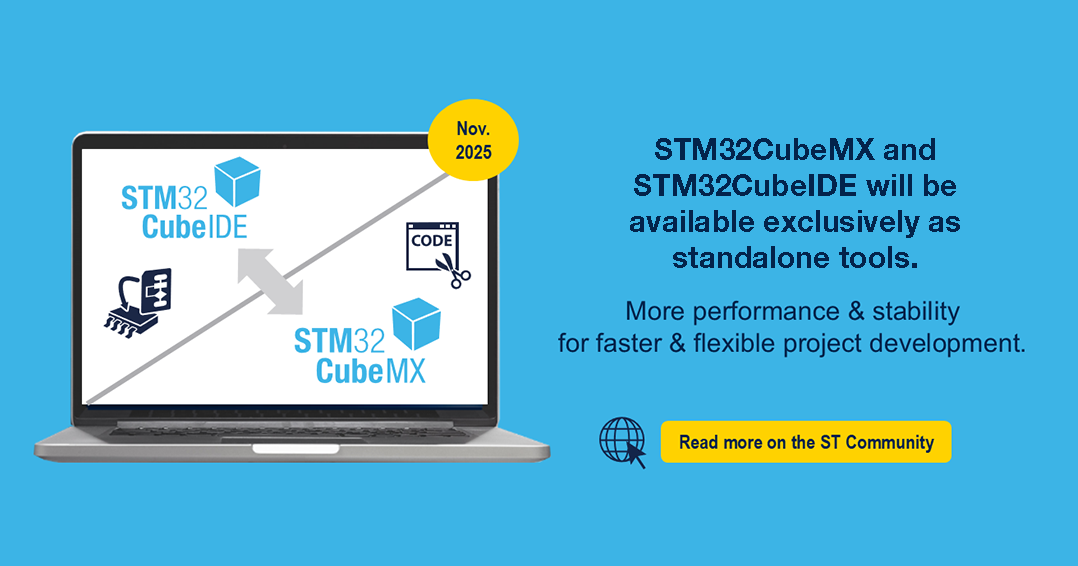 Nov.
2025
STM32
CubeIDE
CODE
STM32
CubeMX
STM32CubeMX and
STM32CubeIDE will be
available exclusively as
standalone tools.
More performance & stability
for faster & flexible project development.
Read more on the ST Community